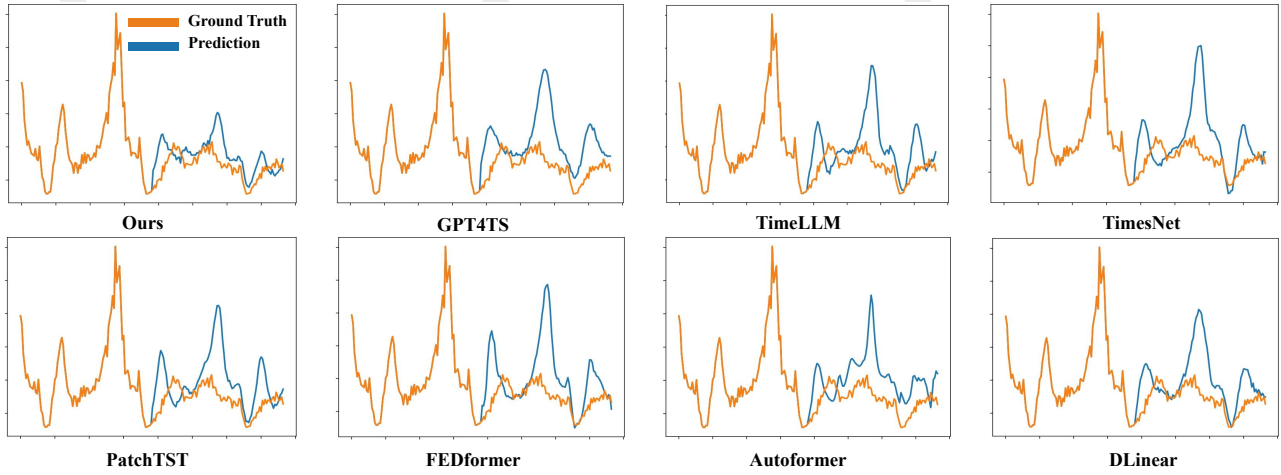 Ground Truth
Prediction
Ours
GPT4TS
TimeLLM
TimesNet
PatchTST
FEDformer
Autoformer
DLinear